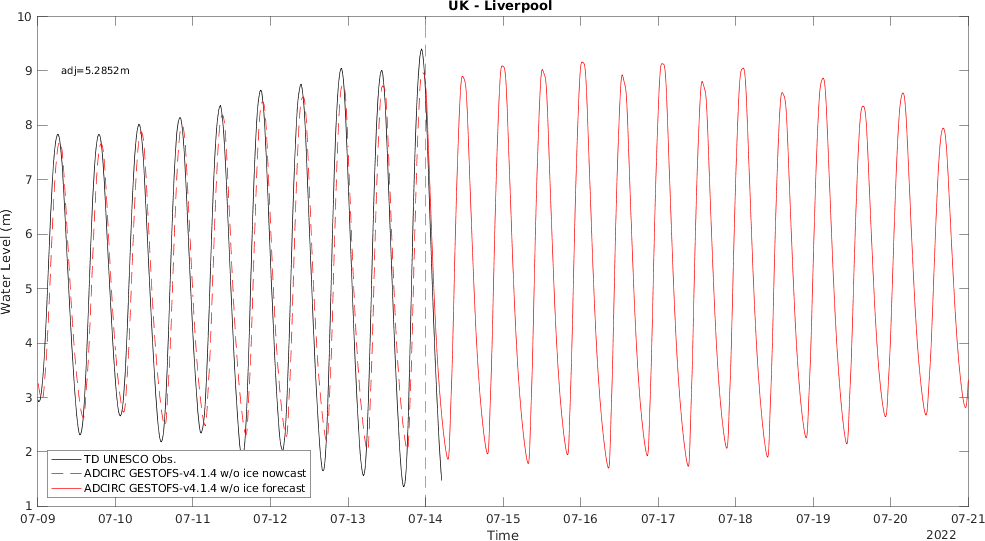 UK - Liverpool
10
9
8
7
6
5
4
3
2
1
Water Level (m)
adj=5.2852m
TD UNESCO Obs.
ADCIRC GESTOFS-v4.1.4 w/o ice nowcast
ADCIRC GESTOFS-v4.1.4 w/o ice forecast
07-09 07-10 07-11 07-12 07-13 07-14 07-15 07-16 07-17 07-18 07-19 07-20 07-21
Time
2022